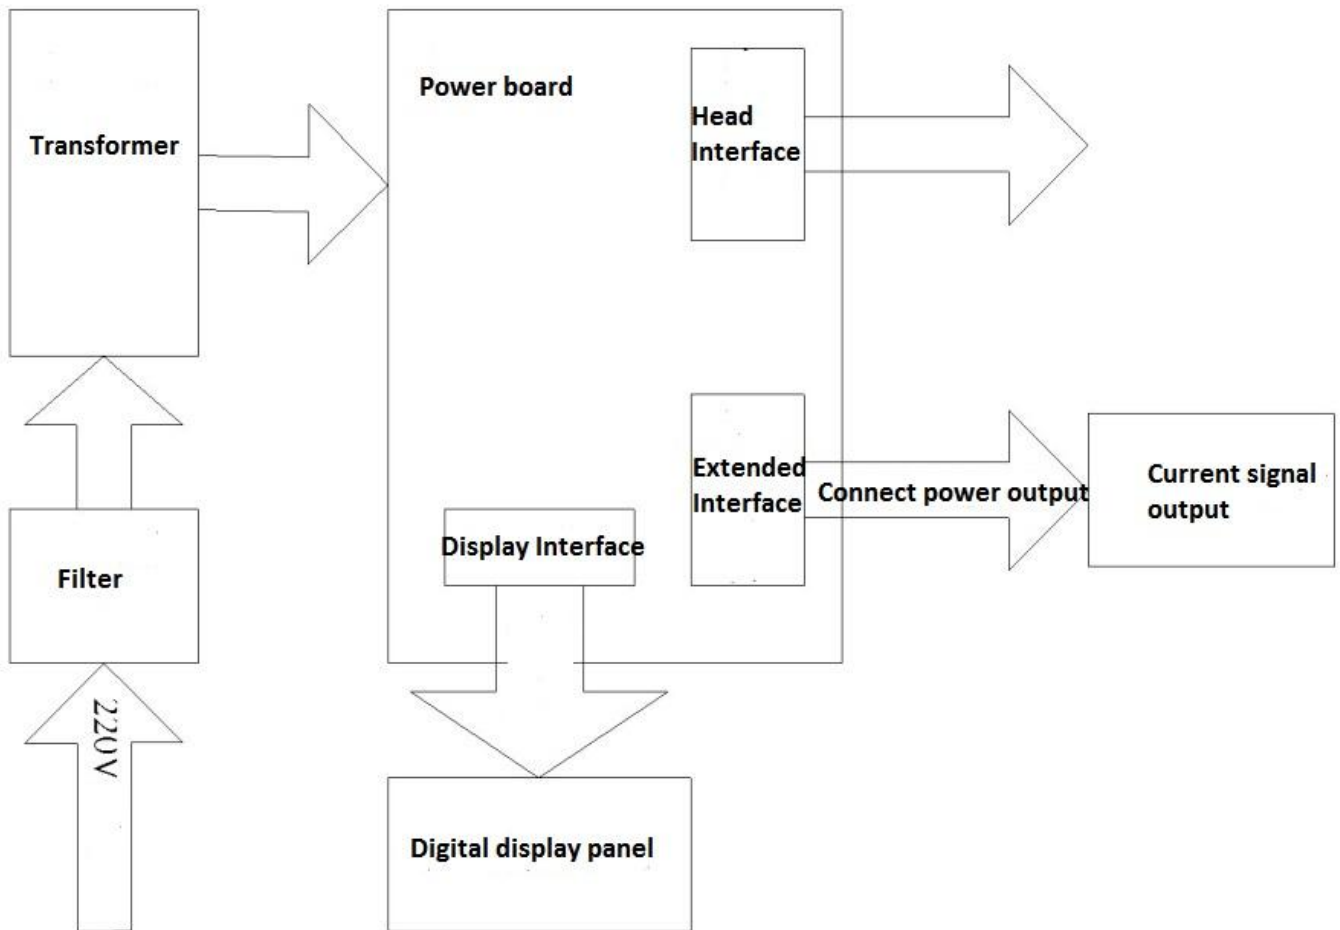 Transformer
Power board
Head
Interface
Extended
Interface
Connect power output
Current signal
output
Display Interface
Filter
220V
Digital display panel